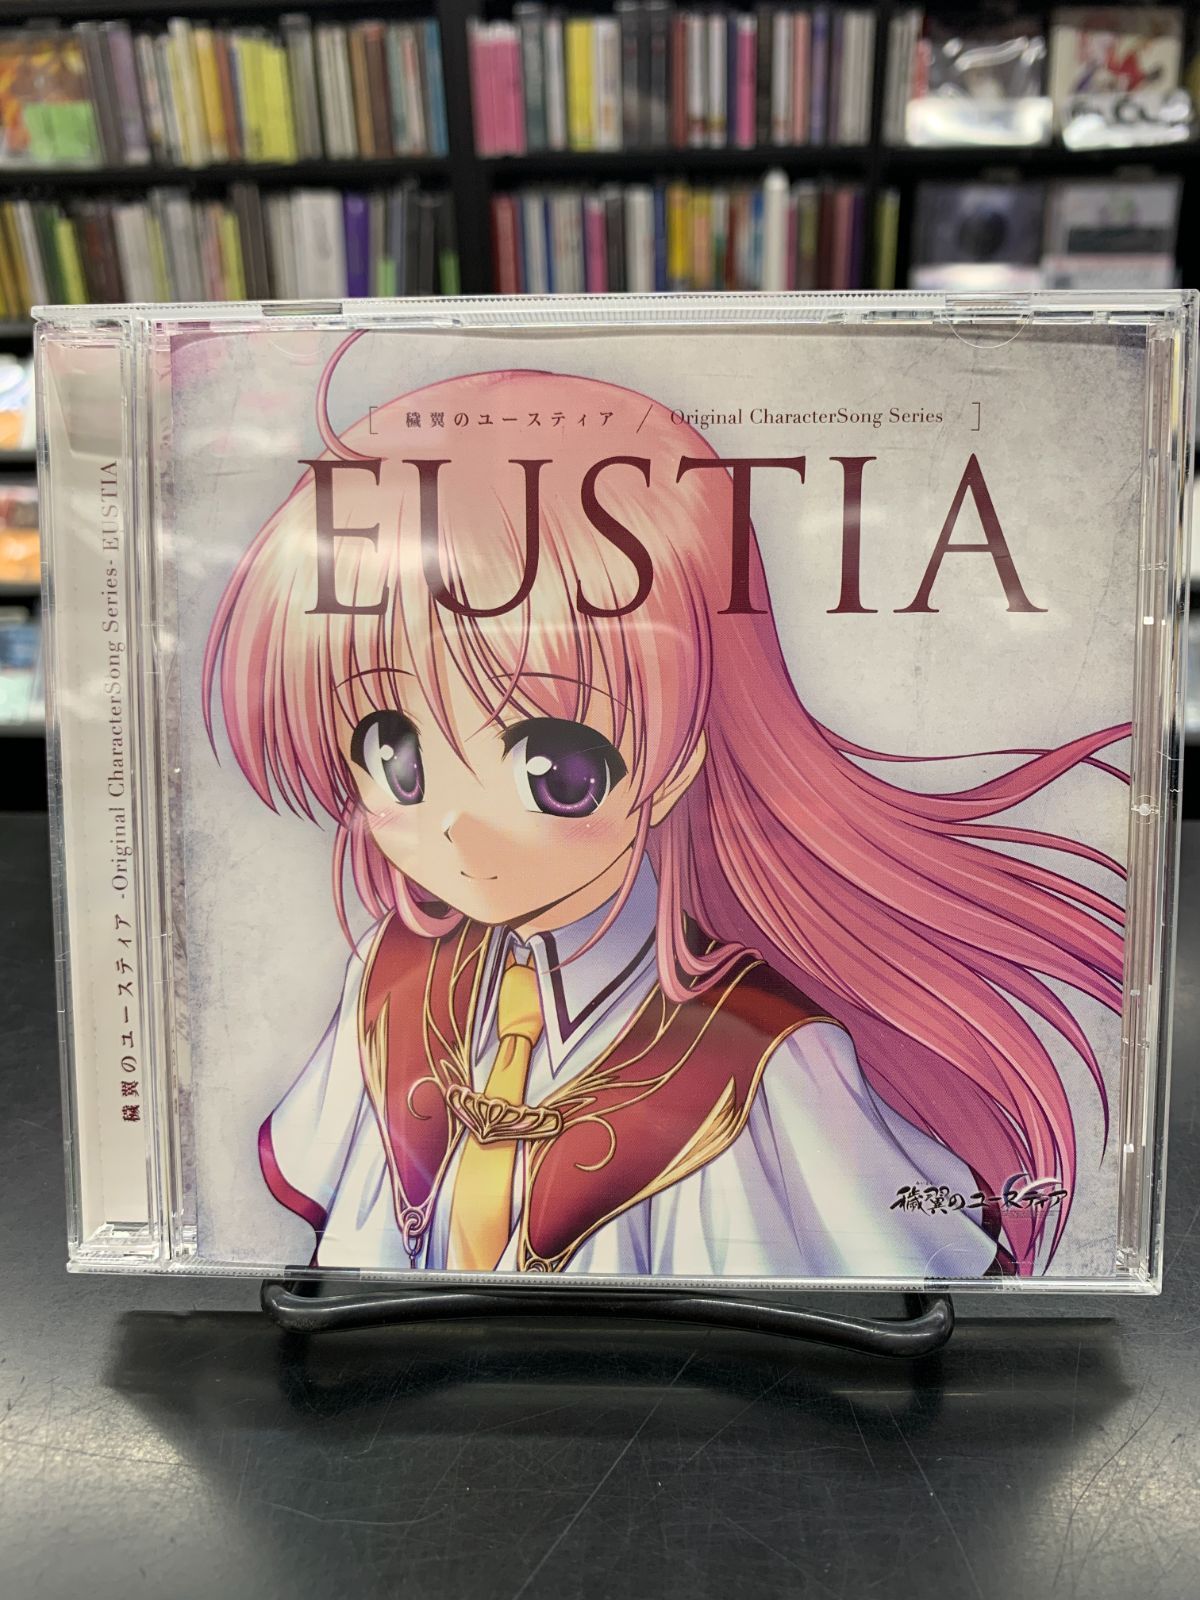 [ 穢翼のユースティア / Original CharacterSong Series ]
EUSTIA
穢翼のユースティア
穢翼のユースティア -Original CharacterSong Series- EUSTIA